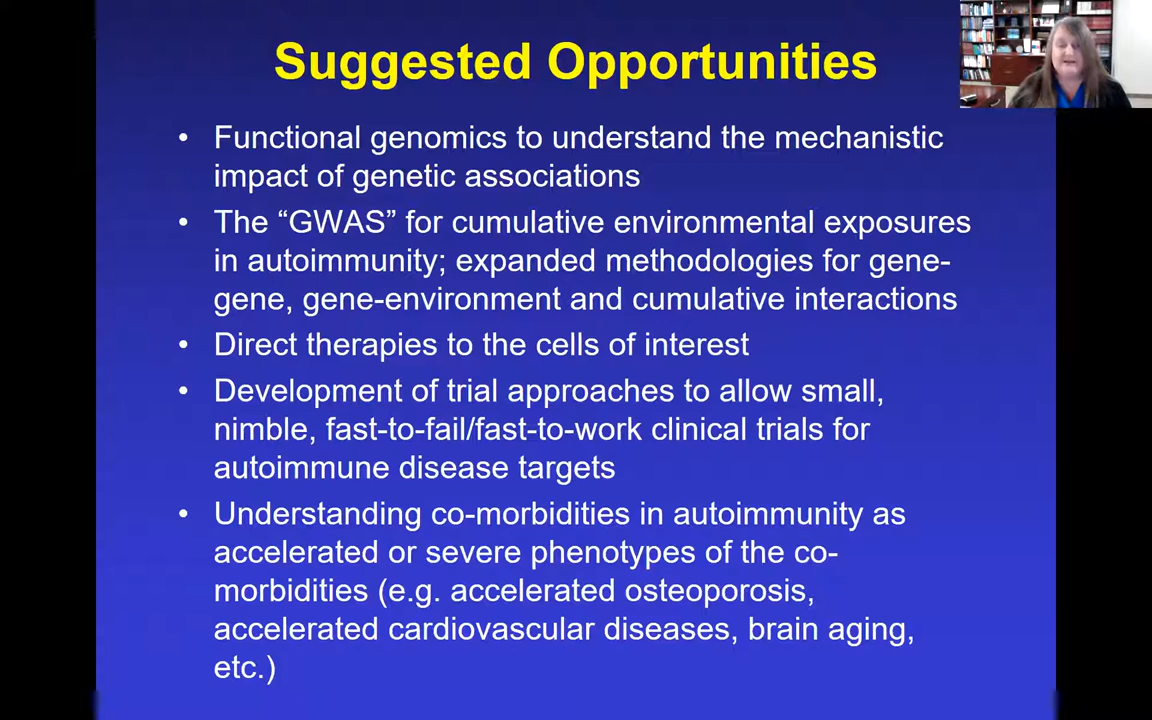 Suggested Opportunities
• Functional genomics to understand the mechanistic
impact of genetic associations
• The “GWAS” for cumulative environmental exposures
in autoimmunity; expanded methodologies for gene-
gene, gene-environment and cumulative interactions
• Direct therapies to the cells of interest
• Development of trial approaches to allow small,
nimble, fast-to-fail/fast-to-work clinical trials for
autoimmune disease targets
• Understanding co-morbidities in autoimmunity as
accelerated or severe phenotypes of the co-
morbidities (e.g. accelerated osteoporosis,
accelerated cardiovascular diseases, brain aging,
etc.)